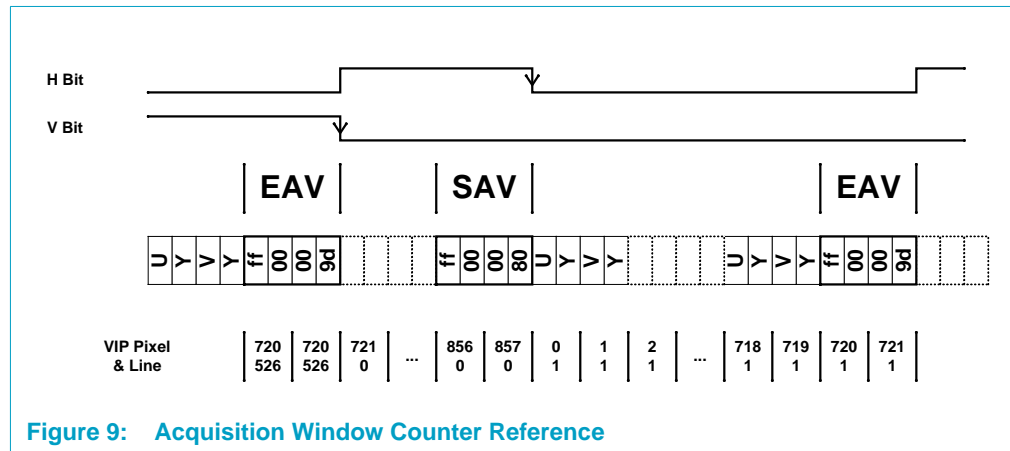 H Bit
V Bit
EAV SAV EAV
U Y V Y ff 00 00 9d ff 00 00 80 U Y V Y U Y V Y ff 00 00 9d
VIP Pixel 720 720 721 ... 856 857 0 1 2 ... 718 719 720 721
& Line 526 526 0 0 0 1 1 1 1 1 1 1
Figure 9: Acquisition Window Counter Reference